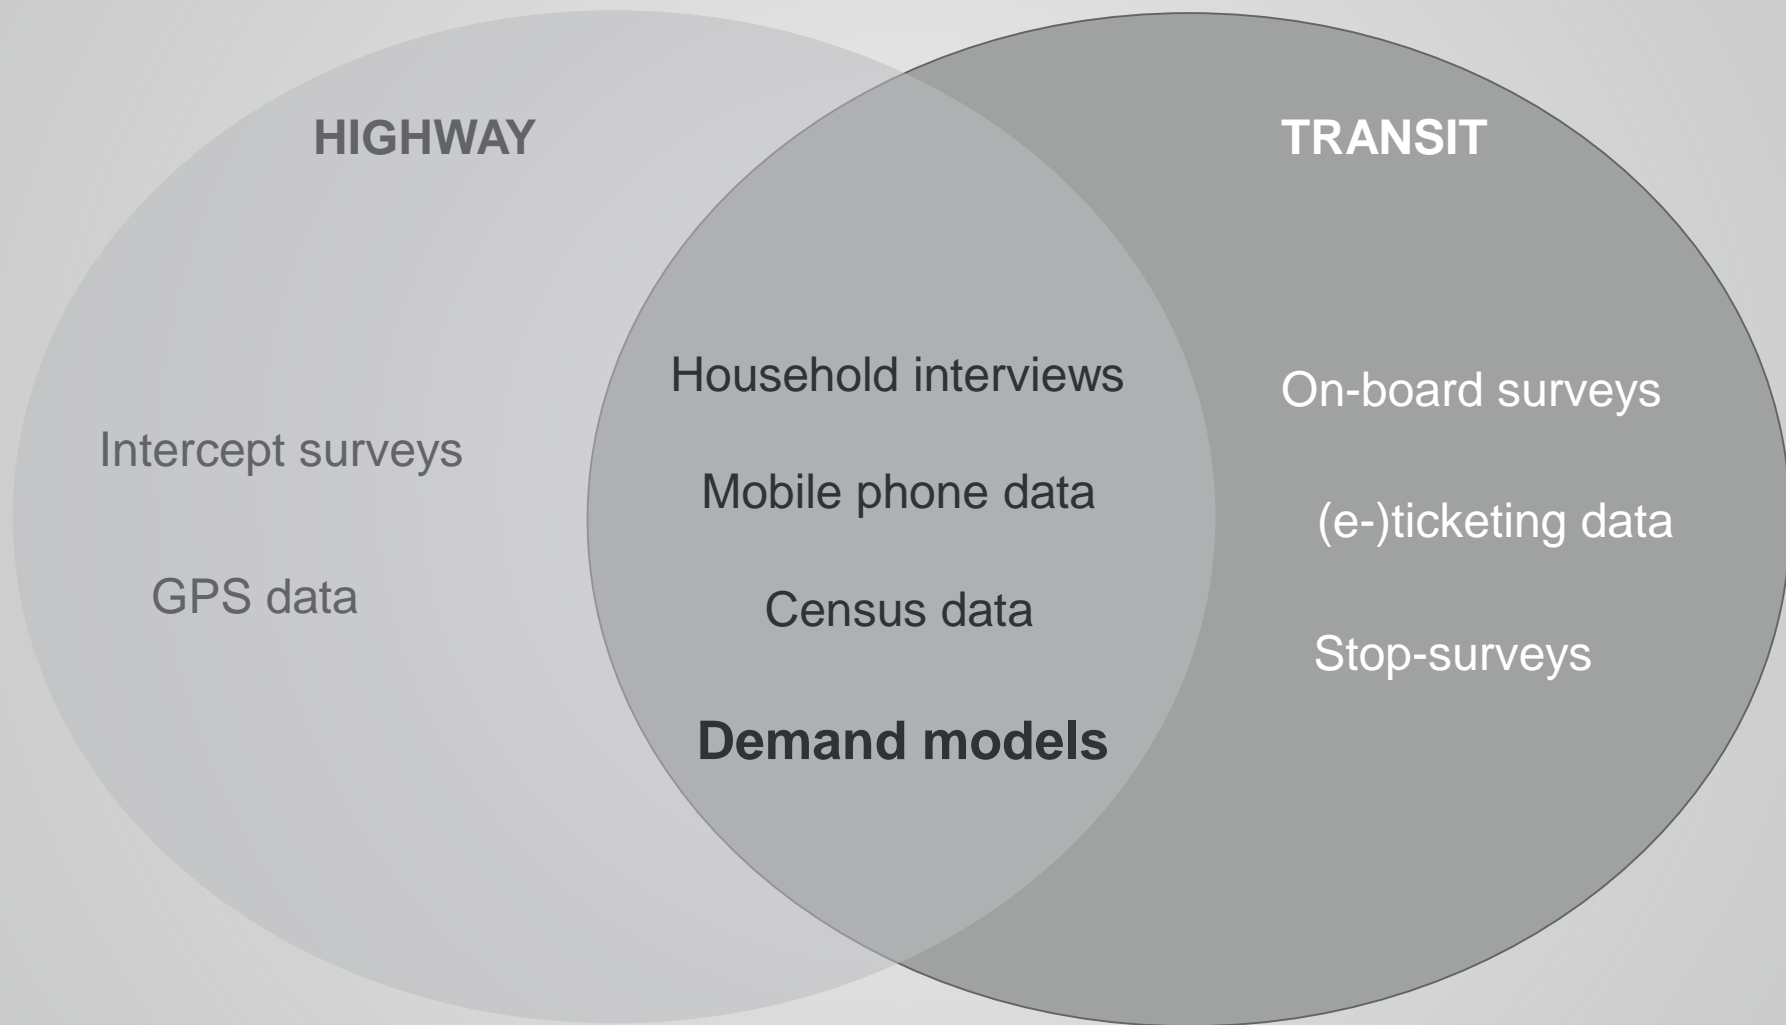 HIGHWAY
Intercept surveys
GPS data
Household interviews
Mobile phone data
Census data
Demand models
TRANSIT
On-board surveys
(e-)ticketing data
Stop-surveys